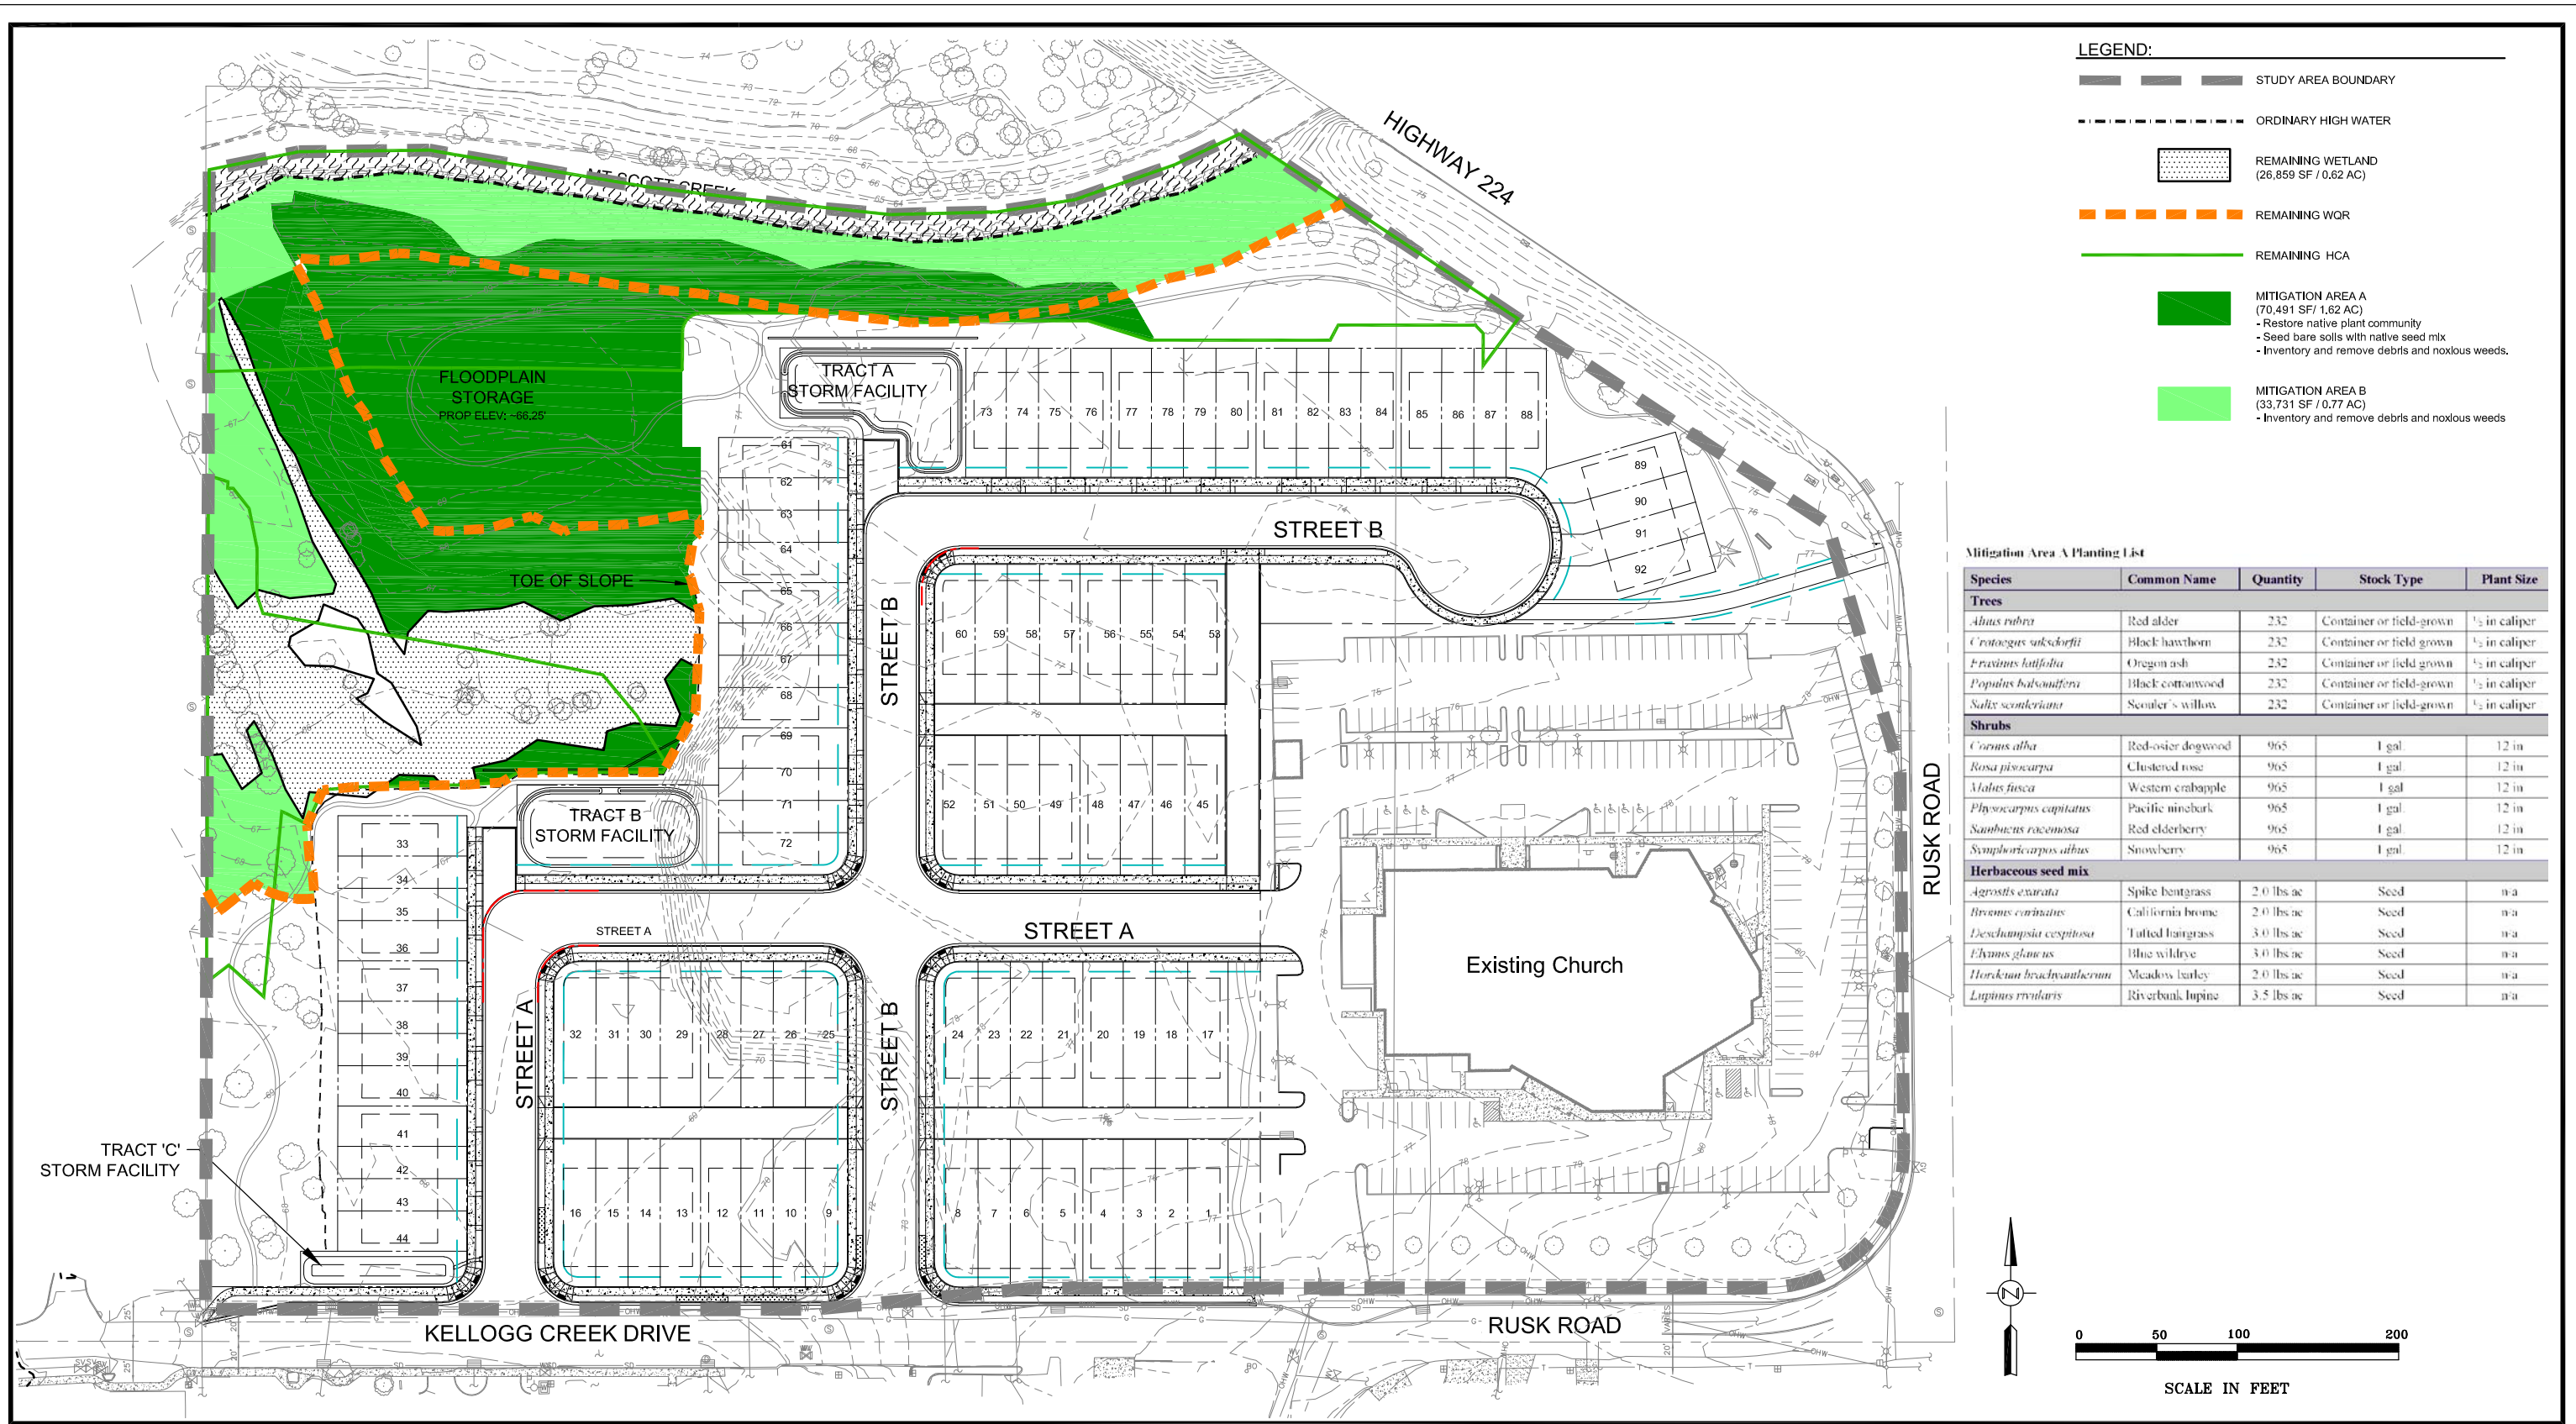 LEGEND:
STUDY AREA BOUNDARY
ORDINARY HIGH WATER
REMAINING WETLAND
(26,859 SF / 0.62 AC)
REMAINING WQR
REMAINING HCA
MITIGATION AREA A
(70,491 SF/ 1.62 AC)
- Restore native plant community
- Seed bare soils with native seed mix
- Inventory and remove debris and noxious weeds.
MITIGATION AREA B
(33,731 SF / 0.77 AC)
- Inventory and remove debris and noxious weeds
HIGHWAY 224
MT SCOTT CREEK
FLOODPLAIN
STORAGE
PROP ELEV: ~66.25'
TRACT A
STORM FACILITY
73 74 75 76 77 78 79 80 81 82 83 84 85 86 87 88
89
90
91
92
61
62
63
64
65
66
67
68
69
70
71
72
STREET B
TOE OF SLOPE
STREET B
60 59 58 57 56 55 54 53
52 51 50 49 48 47 46 45
TRACT B
STORM FACILITY
33
34
35
36
37
38
39
40
41
42
43
44
STREET A
STREET A
STREET A
STREET B
Existing Church
RUSK ROAD
32 31 30 29 28 27 26 25
24 23 22 21 20 19 18 17
16 15 14 13 12 11 10 9
8 7 6 5 4 3 2 1
TRACT 'C'
STORM FACILITY
KELLOGG CREEK DRIVE
RUSK ROAD
Mitigation Area A Planting List
Species Common Name Quantity Stock Type Plant Size
Trees
Alnus rubra Red alder 232 Container or field-grown ½ in caliper
Crataegus suksdorfii Black hawthorn 232 Container or field grown ½ in caliper
Fraxinus latifolia Oregon ash 232 Container or field grown ½ in caliper
Populus balsamifera Black cottonwood 232 Container or field-grown ½ in caliper
Salix scouleriana Scouler's willow 232 Container or field-grown ½ in caliper
Shrubs
Cornus alba Red-osier dogwood 965 1 gal. 12 in
Rosa pisocarpa Clustered rose 965 1 gal. 12 in
Malus fusca Western crabapple 965 1 gal 12 in
Physocarpus capitatus Pacific ninebark 965 1 gal. 12 in
Sambucus racemosa Red elderberry 965 1 gal. 12 in
Symphoricarpos albus Snowberry 965 1 gal. 12 in
Herbaceous seed mix
Agrostis exarata Spike bentgrass 2.0 lbs ac Seed n/a
Bromus carinatus California brome 2.0 lbs ac Seed n/a
Deschampsia cespitosa Tufted hairgrass 3.0 lbs ac Seed n/a
Elymus glaucus Blue wildrye 3.0 lbs ac Seed n/a
Hordeum brachyantherum Meadow barley 2.0 lbs ac Seed n/a
Lupinus rivularis Riverbank lupine 3.5 lbs ac Seed n/a
N
0 50 100 200
SCALE IN FEET